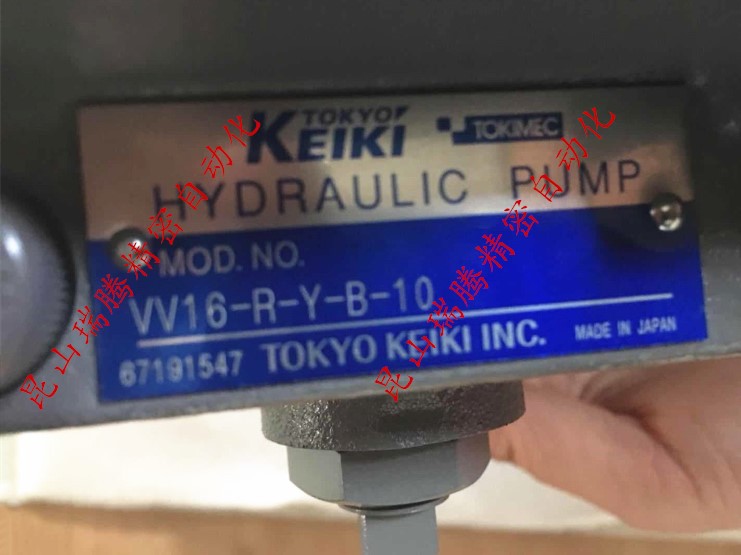 TOKYO
KEIKI TOKIMEC
HYDRAULIC PUMP
MOD. NO.
VV16-R-Y-B-10
67191547 TOKYO KEIKI INC. MADE IN JAPAN
昆山瑞腾精密自动化
昆山瑞腾精密自动化